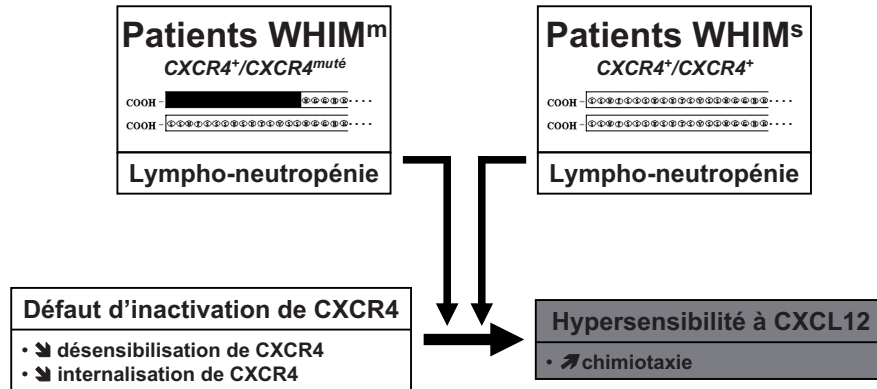 Patients WHIMᵐ
CXCR4⁺/CXCR4ᵐᵘᵗᵉ́
COOH -
COOH -
Lympho-neutropénie
Patients WHIMˢ
CXCR4⁺/CXCR4⁺
COOH -
COOH -
Lympho-neutropénie
Défaut d’inactivation de CXCR4
• ➘ désensibilisation de CXCR4
• ➘ internalisation de CXCR4
Hypersensibilité à CXCL12
• ➚ chimiotaxie